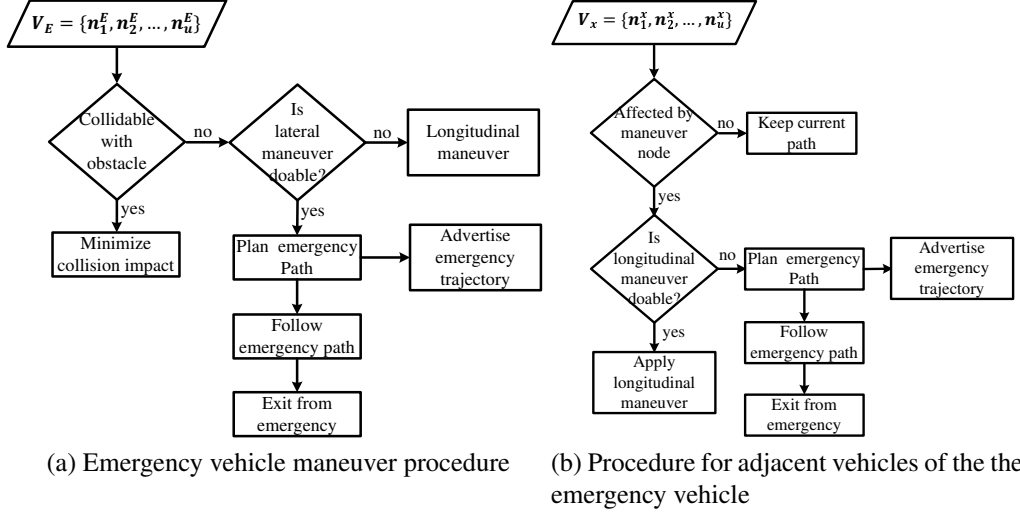 V_E = {n_1^E, n_2^E, ..., n_u^E}
Collidable
with
obstacle
no
Is
lateral
maneuver
doable?
no
Longitudinal
maneuver
yes
Minimize
collision impact
yes
Plan emergency
Path
Advertise
emergency
trajectory
Follow
emergency path
Exit from
emergency
(a) Emergency vehicle maneuver procedure
V_x = {n_1^x, n_2^x, ..., n_u^x}
Affected by
maneuver
node
no
Keep current
path
yes
Is
longitudinal
maneuver
doable?
no
Plan emergency
Path
Advertise
emergency
trajectory
yes
Apply
longitudinal
maneuver
Follow
emergency path
Exit from
emergency
(b) Procedure for adjacent vehicles of the the
emergency vehicle